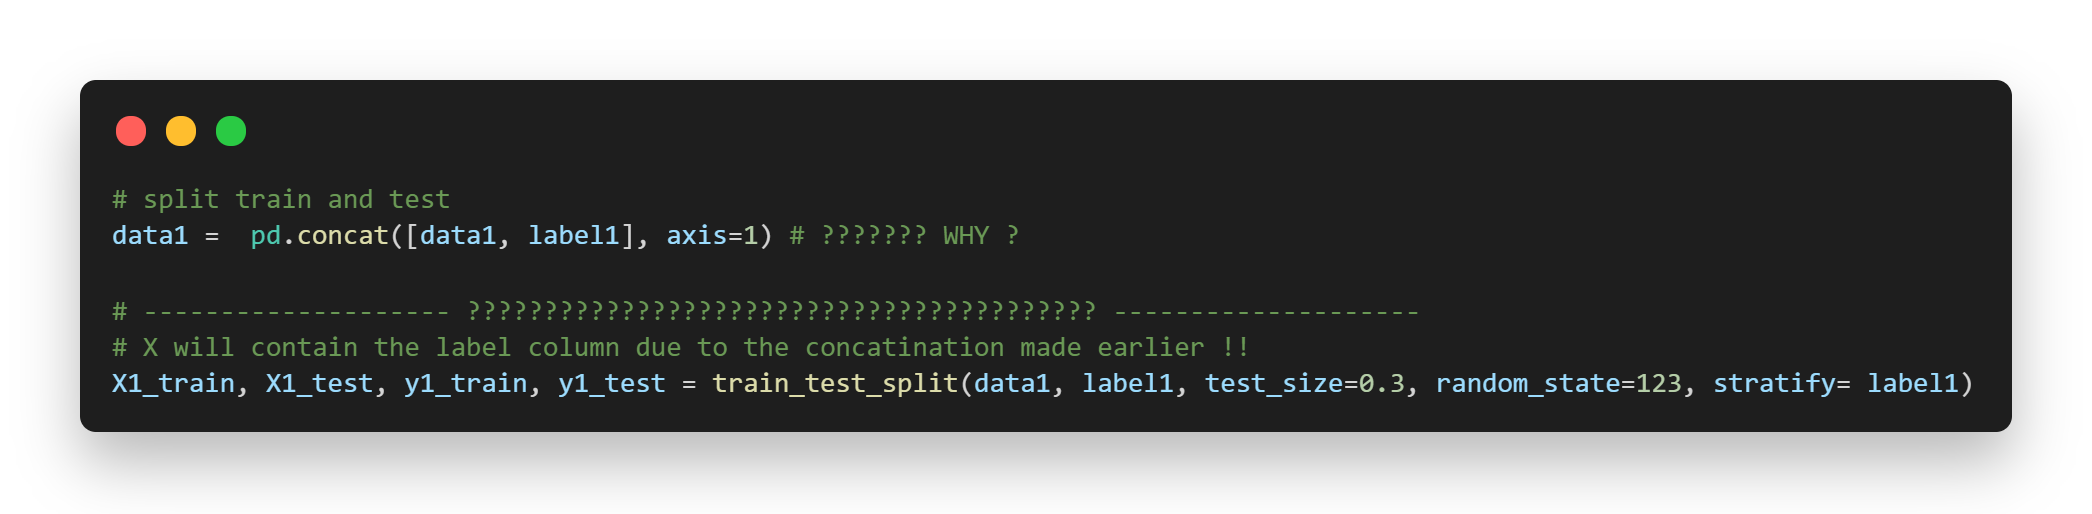 # split train and test
data1 =  pd.concat([data1, label1], axis=1) # ??????? WHY ?
# -------------------- ????????????????????????????????????????? --------------------
# X will contain the label column due to the concatination made earlier !!
X1_train, X1_test, y1_train, y1_test = train_test_split(data1, label1, test_size=0.3, random_state=123, stratify= label1)